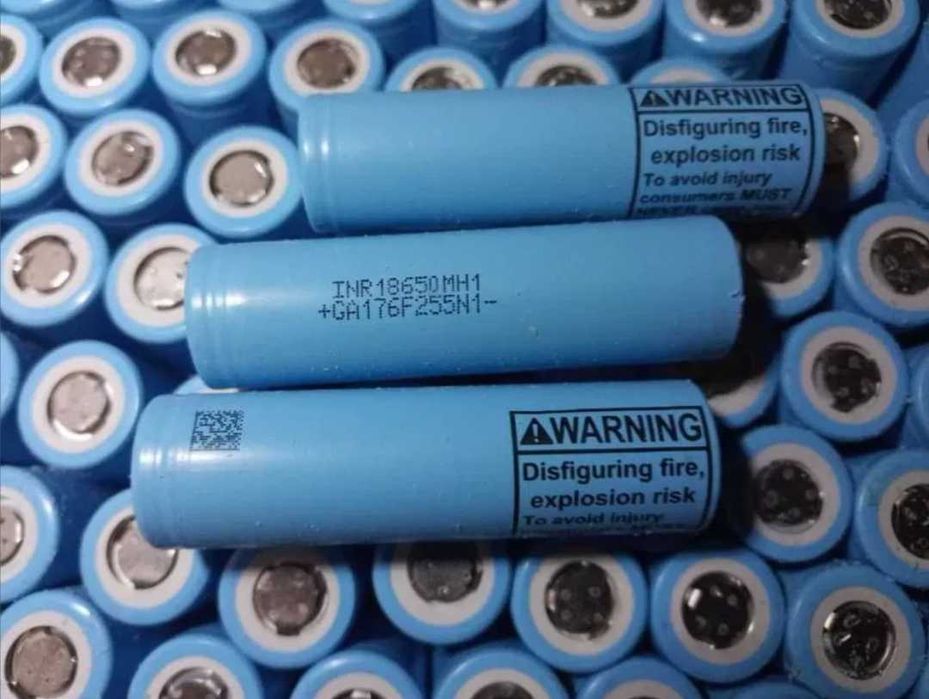 WARNING
Disfiguring fire,
explosion risk
To avoid injury
consumers MUST
INR18650MH1
+GA176F255N1-
WARNING
Disfiguring fire,
explosion risk
To avoid injury